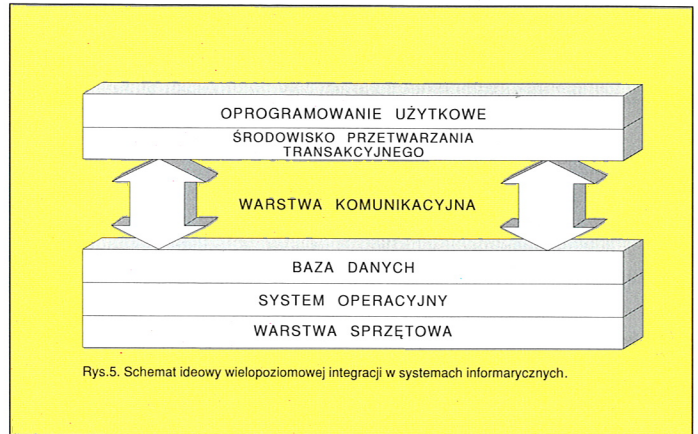 OPROGRAMOWANIE UŻYTKOWE
ŚRODOWISKO PRZETWARZANIA
TRANSAKCYJNEGO
WARSTWA KOMUNIKACYJNA
BAZA DANYCH
SYSTEM OPERACYJNY
WARSTWA SPRZĘTOWA
Rys.5. Schemat ideowy wielopoziomowej integracji w systemach informarycznych.